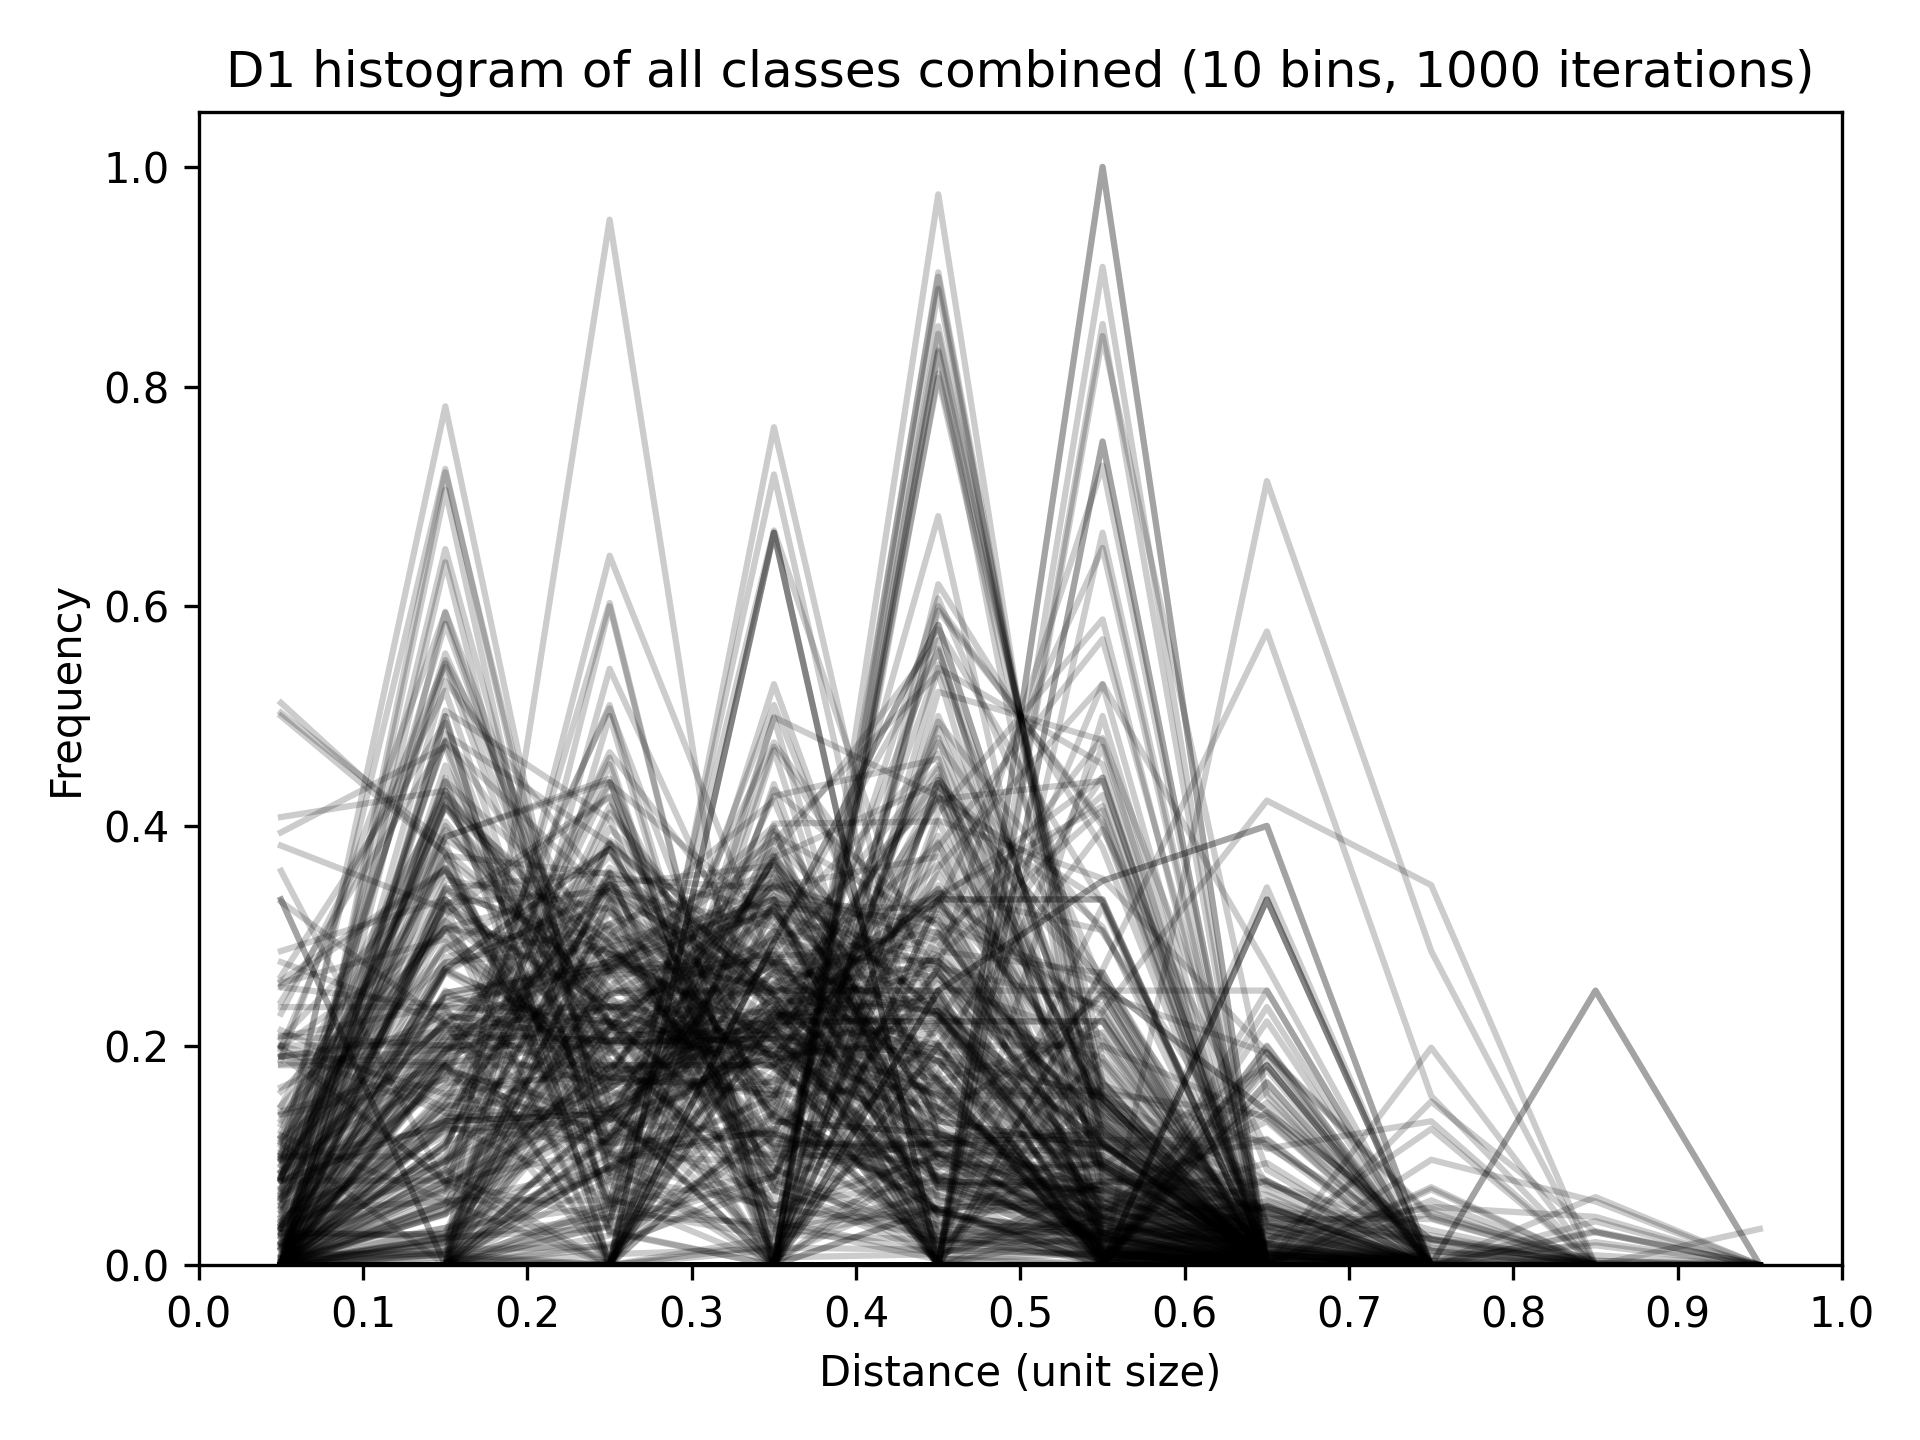 D1 histogram of all classes combined (10 bins, 1000 iterations)
Frequency
1.0
0.8
0.6
0.4
0.2
0.0
0.0 0.1 0.2 0.3 0.4 0.5 0.6 0.7 0.8 0.9 1.0
Distance (unit size)